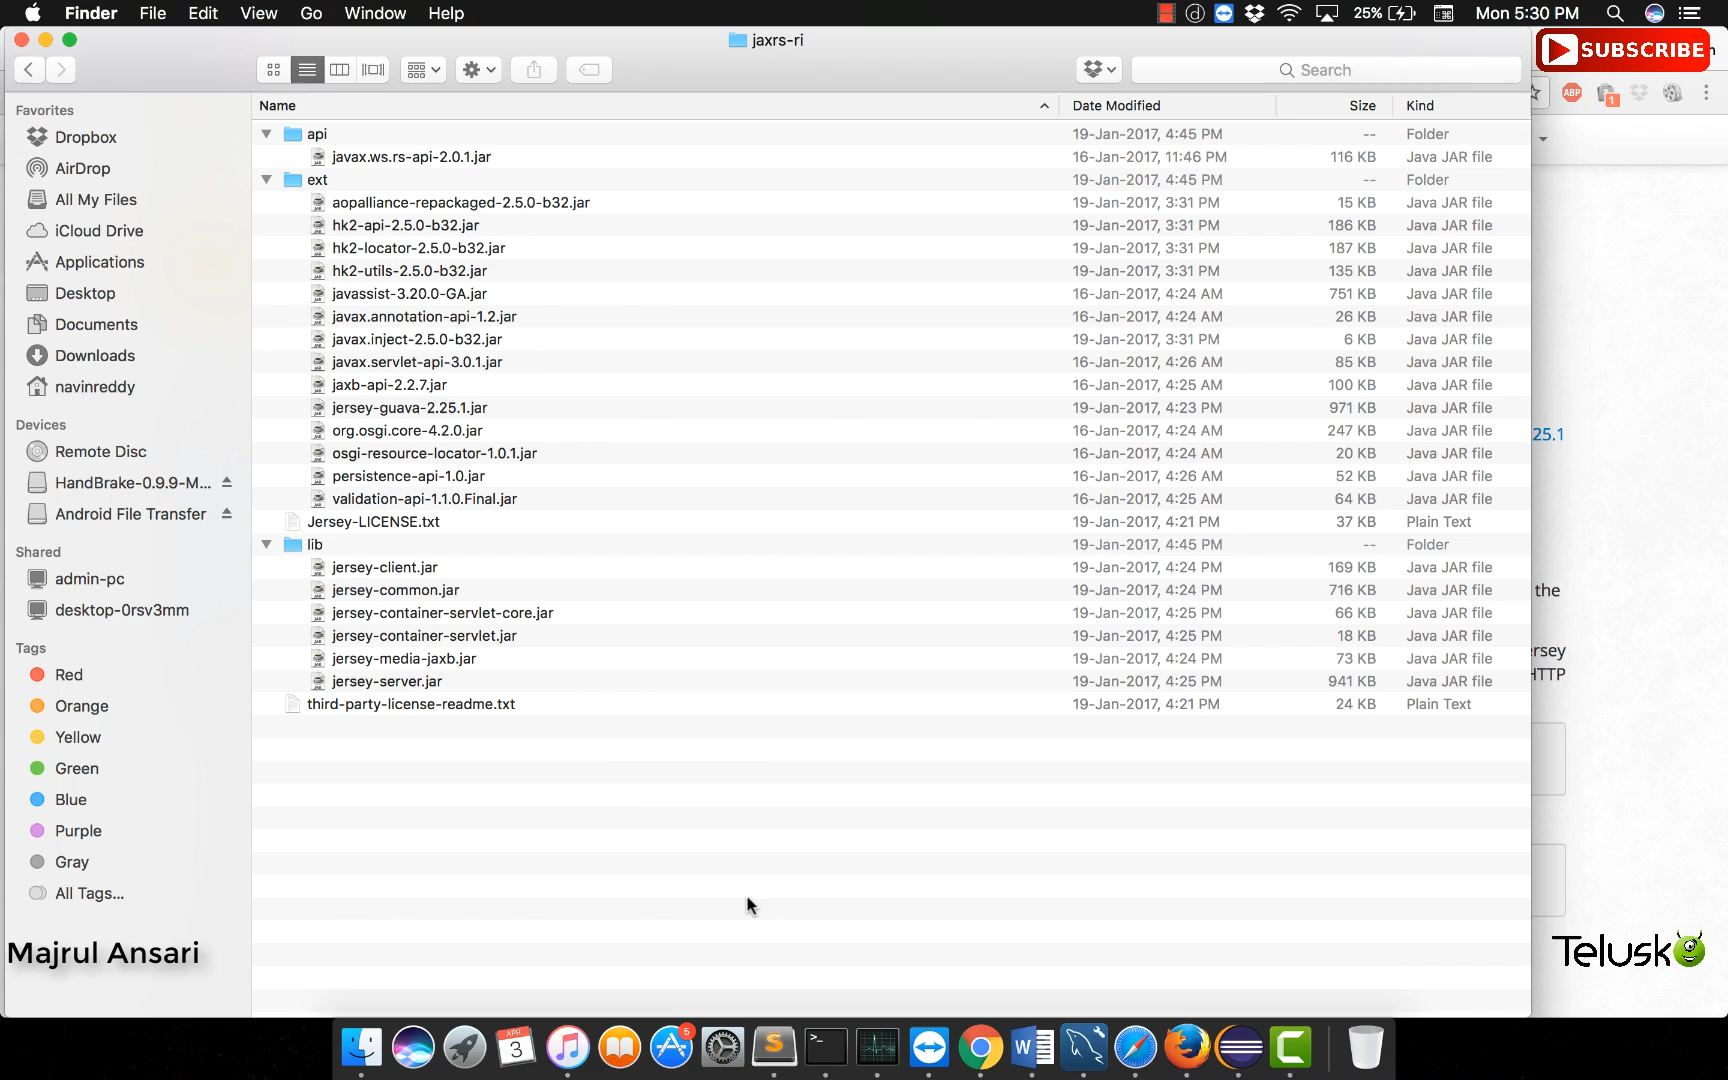 Finder File Edit View Go Window Help 25% Mon 5:30 PM
jaxrs-ri
SUBSCRIBE
Search
ABP 1
Name Date Modified Size Kind
Favorites
Dropbox
AirDrop
All My Files
iCloud Drive
Applications
Desktop
Documents
Downloads
navinreddy
Devices
Remote Disc
HandBrake-0.9.9-M...
Android File Transfer
Shared
admin-pc
desktop-0rsv3mm
Tags
Red
Orange
Yellow
Green
Blue
Purple
Gray
All Tags...
api 19-Jan-2017, 4:45 PM -- Folder
javax.ws.rs-api-2.0.1.jar 16-Jan-2017, 11:46 PM 116 KB Java JAR file
ext 19-Jan-2017, 4:45 PM -- Folder
aopalliance-repackaged-2.5.0-b32.jar 19-Jan-2017, 3:31 PM 15 KB Java JAR file
hk2-api-2.5.0-b32.jar 19-Jan-2017, 3:31 PM 186 KB Java JAR file
hk2-locator-2.5.0-b32.jar 19-Jan-2017, 3:31 PM 187 KB Java JAR file
hk2-utils-2.5.0-b32.jar 19-Jan-2017, 3:31 PM 135 KB Java JAR file
javassist-3.20.0-GA.jar 16-Jan-2017, 4:24 AM 751 KB Java JAR file
javax.annotation-api-1.2.jar 16-Jan-2017, 4:24 AM 26 KB Java JAR file
javax.inject-2.5.0-b32.jar 19-Jan-2017, 3:31 PM 6 KB Java JAR file
javax.servlet-api-3.0.1.jar 16-Jan-2017, 4:26 AM 85 KB Java JAR file
jaxb-api-2.2.7.jar 16-Jan-2017, 4:25 AM 100 KB Java JAR file
jersey-guava-2.25.1.jar 19-Jan-2017, 4:23 PM 971 KB Java JAR file
org.osgi.core-4.2.0.jar 16-Jan-2017, 4:24 AM 247 KB Java JAR file
osgi-resource-locator-1.0.1.jar 16-Jan-2017, 4:24 AM 20 KB Java JAR file
persistence-api-1.0.jar 16-Jan-2017, 4:26 AM 52 KB Java JAR file
validation-api-1.1.0.Final.jar 16-Jan-2017, 4:25 AM 64 KB Java JAR file
Jersey-LICENSE.txt 19-Jan-2017, 4:21 PM 37 KB Plain Text
lib 19-Jan-2017, 4:45 PM -- Folder
jersey-client.jar 19-Jan-2017, 4:24 PM 169 KB Java JAR file
jersey-common.jar 19-Jan-2017, 4:24 PM 716 KB Java JAR file
jersey-container-servlet-core.jar 19-Jan-2017, 4:25 PM 66 KB Java JAR file
jersey-container-servlet.jar 19-Jan-2017, 4:25 PM 18 KB Java JAR file
jersey-media-jaxb.jar 19-Jan-2017, 4:24 PM 73 KB Java JAR file
jersey-server.jar 19-Jan-2017, 4:25 PM 941 KB Java JAR file
third-party-license-readme.txt 19-Jan-2017, 4:21 PM 24 KB Plain Text
25.1
the
ersey
HTTP
Majrul Ansari
Telusko
APR
3
5